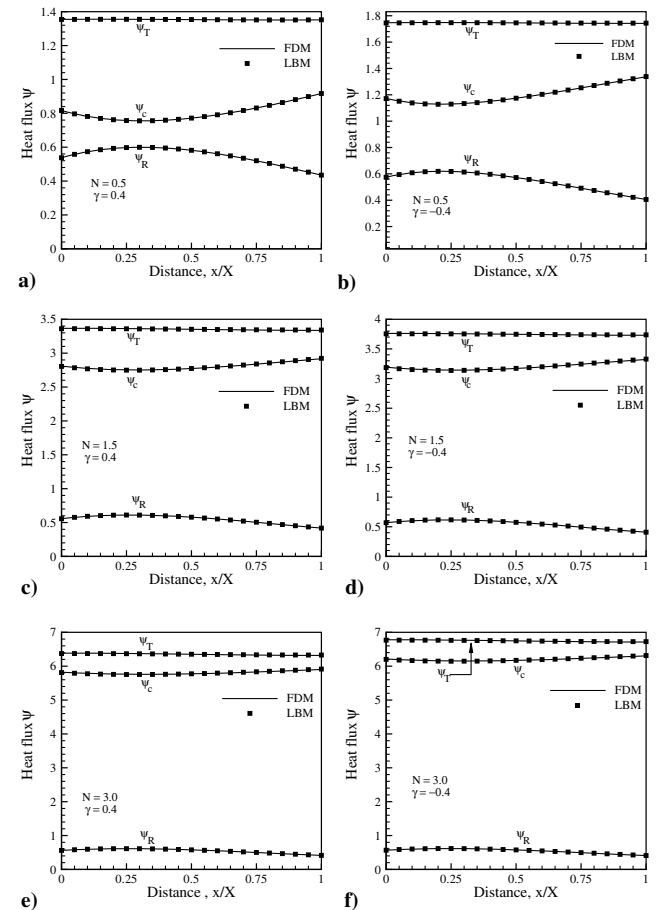 1.4
1.2
1
0.8
0.6
0.4
0.2
0
Heat flux ψ
ψT
FDM
LBM
ψc
ψR
N = 0.5
γ = 0.4
0 0.25 0.5 0.75 1
Distance, x/X
a)
1.8
1.6
1.4
1.2
1
0.8
0.6
0.4
0.2
Heat flux ψ
ψT
FDM
LBM
ψc
ψR
N = 0.5
γ = −0.4
0 0.25 0.5 0.75 1
Distance, x/X
b)
3.5
3
2.5
2
1.5
1
0.5
0
Heat flux ψ
ψT
ψc
FDM
LBM
N = 1.5
γ = 0.4
ψR
0 0.25 0.5 0.75 1
Distance, x/X
c)
4
3.5
3
2.5
2
1.5
1
0.5
0
Heat flux ψ
ψT
ψc
FDM
LBM
N = 1.5
γ = −0.4
ψR
0 0.25 0.5 0.75 1
Distance, x/X
d)
7
6
5
4
3
2
1
0
Heat flux ψ
ψT
ψc
FDM
LBM
N = 3.0
γ = 0.4
ψR
0 0.25 0.5 0.75 1
Distance , x/X
e)
7
6
5
4
3
2
1
0
Heat flux ψ
ψT
ψc
FDM
LBM
N = 3.0
γ = −0.4
ψR
0 0.25 0.5 0.75 1
Distance, x/X
f)